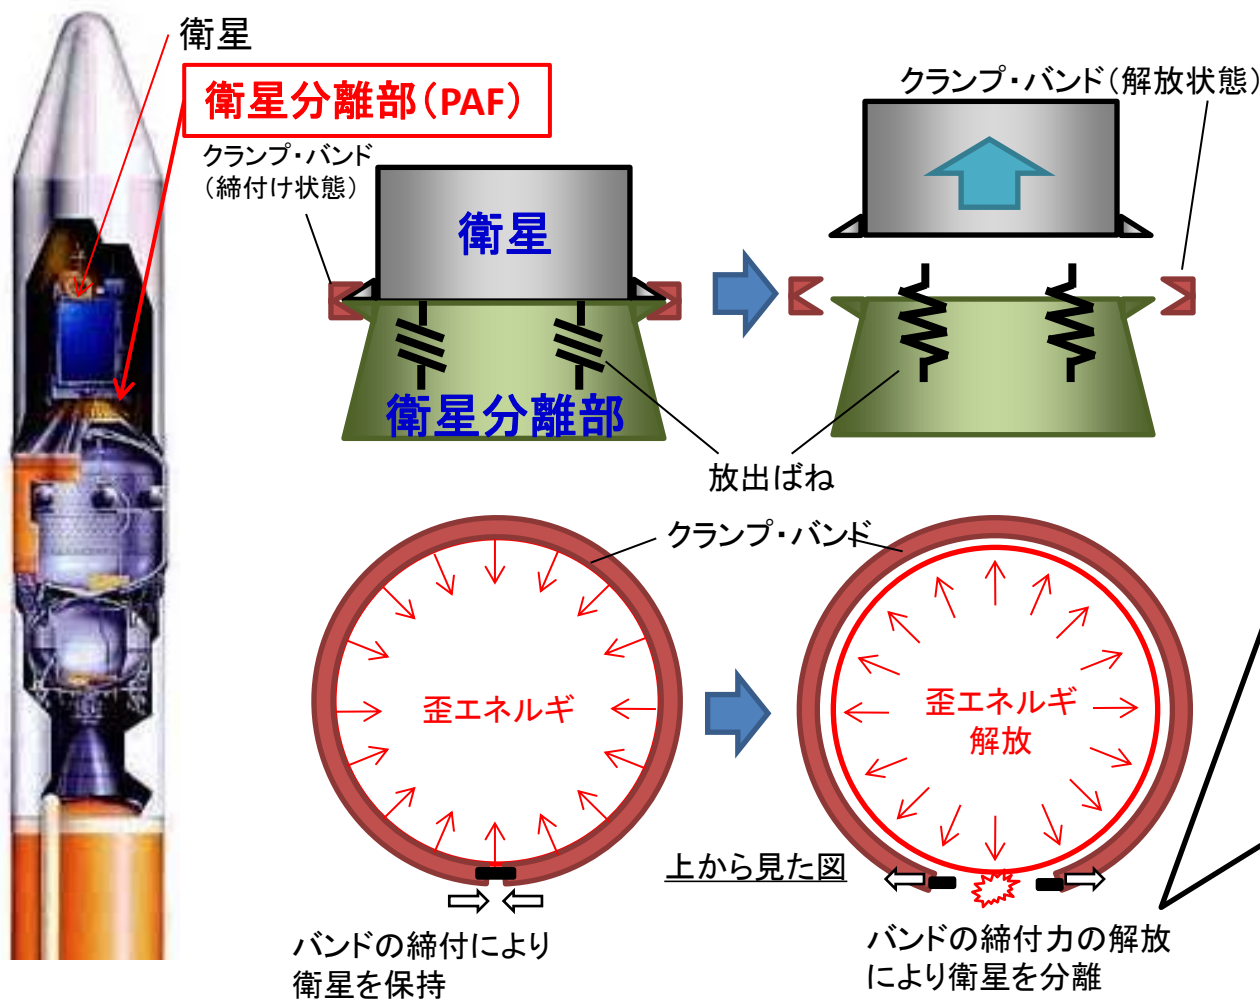 衛星
衛星分離部(PAF)
クランプ・バンド
(締付け状態)
クランプ・バンド(解放状態)
衛星
衛星分離部
放出ばね
クランプ・バンド
歪エネルギ
歪エネルギ
解放
上から見た図
バンドの締付により
衛星を保持
バンドの締付力の解放
により衛星を分離